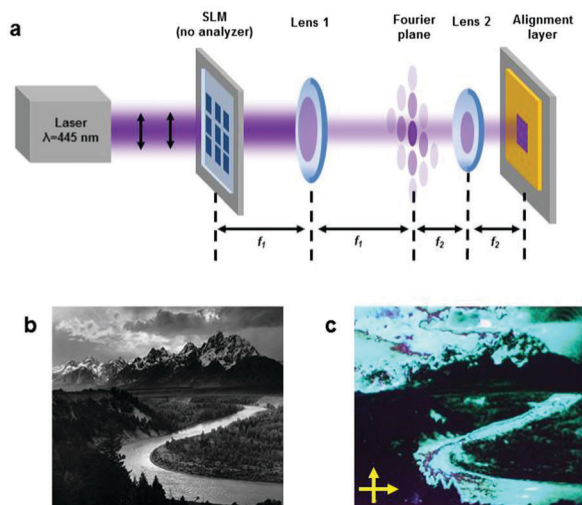 a
SLM
(no analyzer)
Lens 1
Fourier
plane
Lens 2
Alignment
layer
Laser
λ=445 nm
f1
f1
f2
f2
b
c